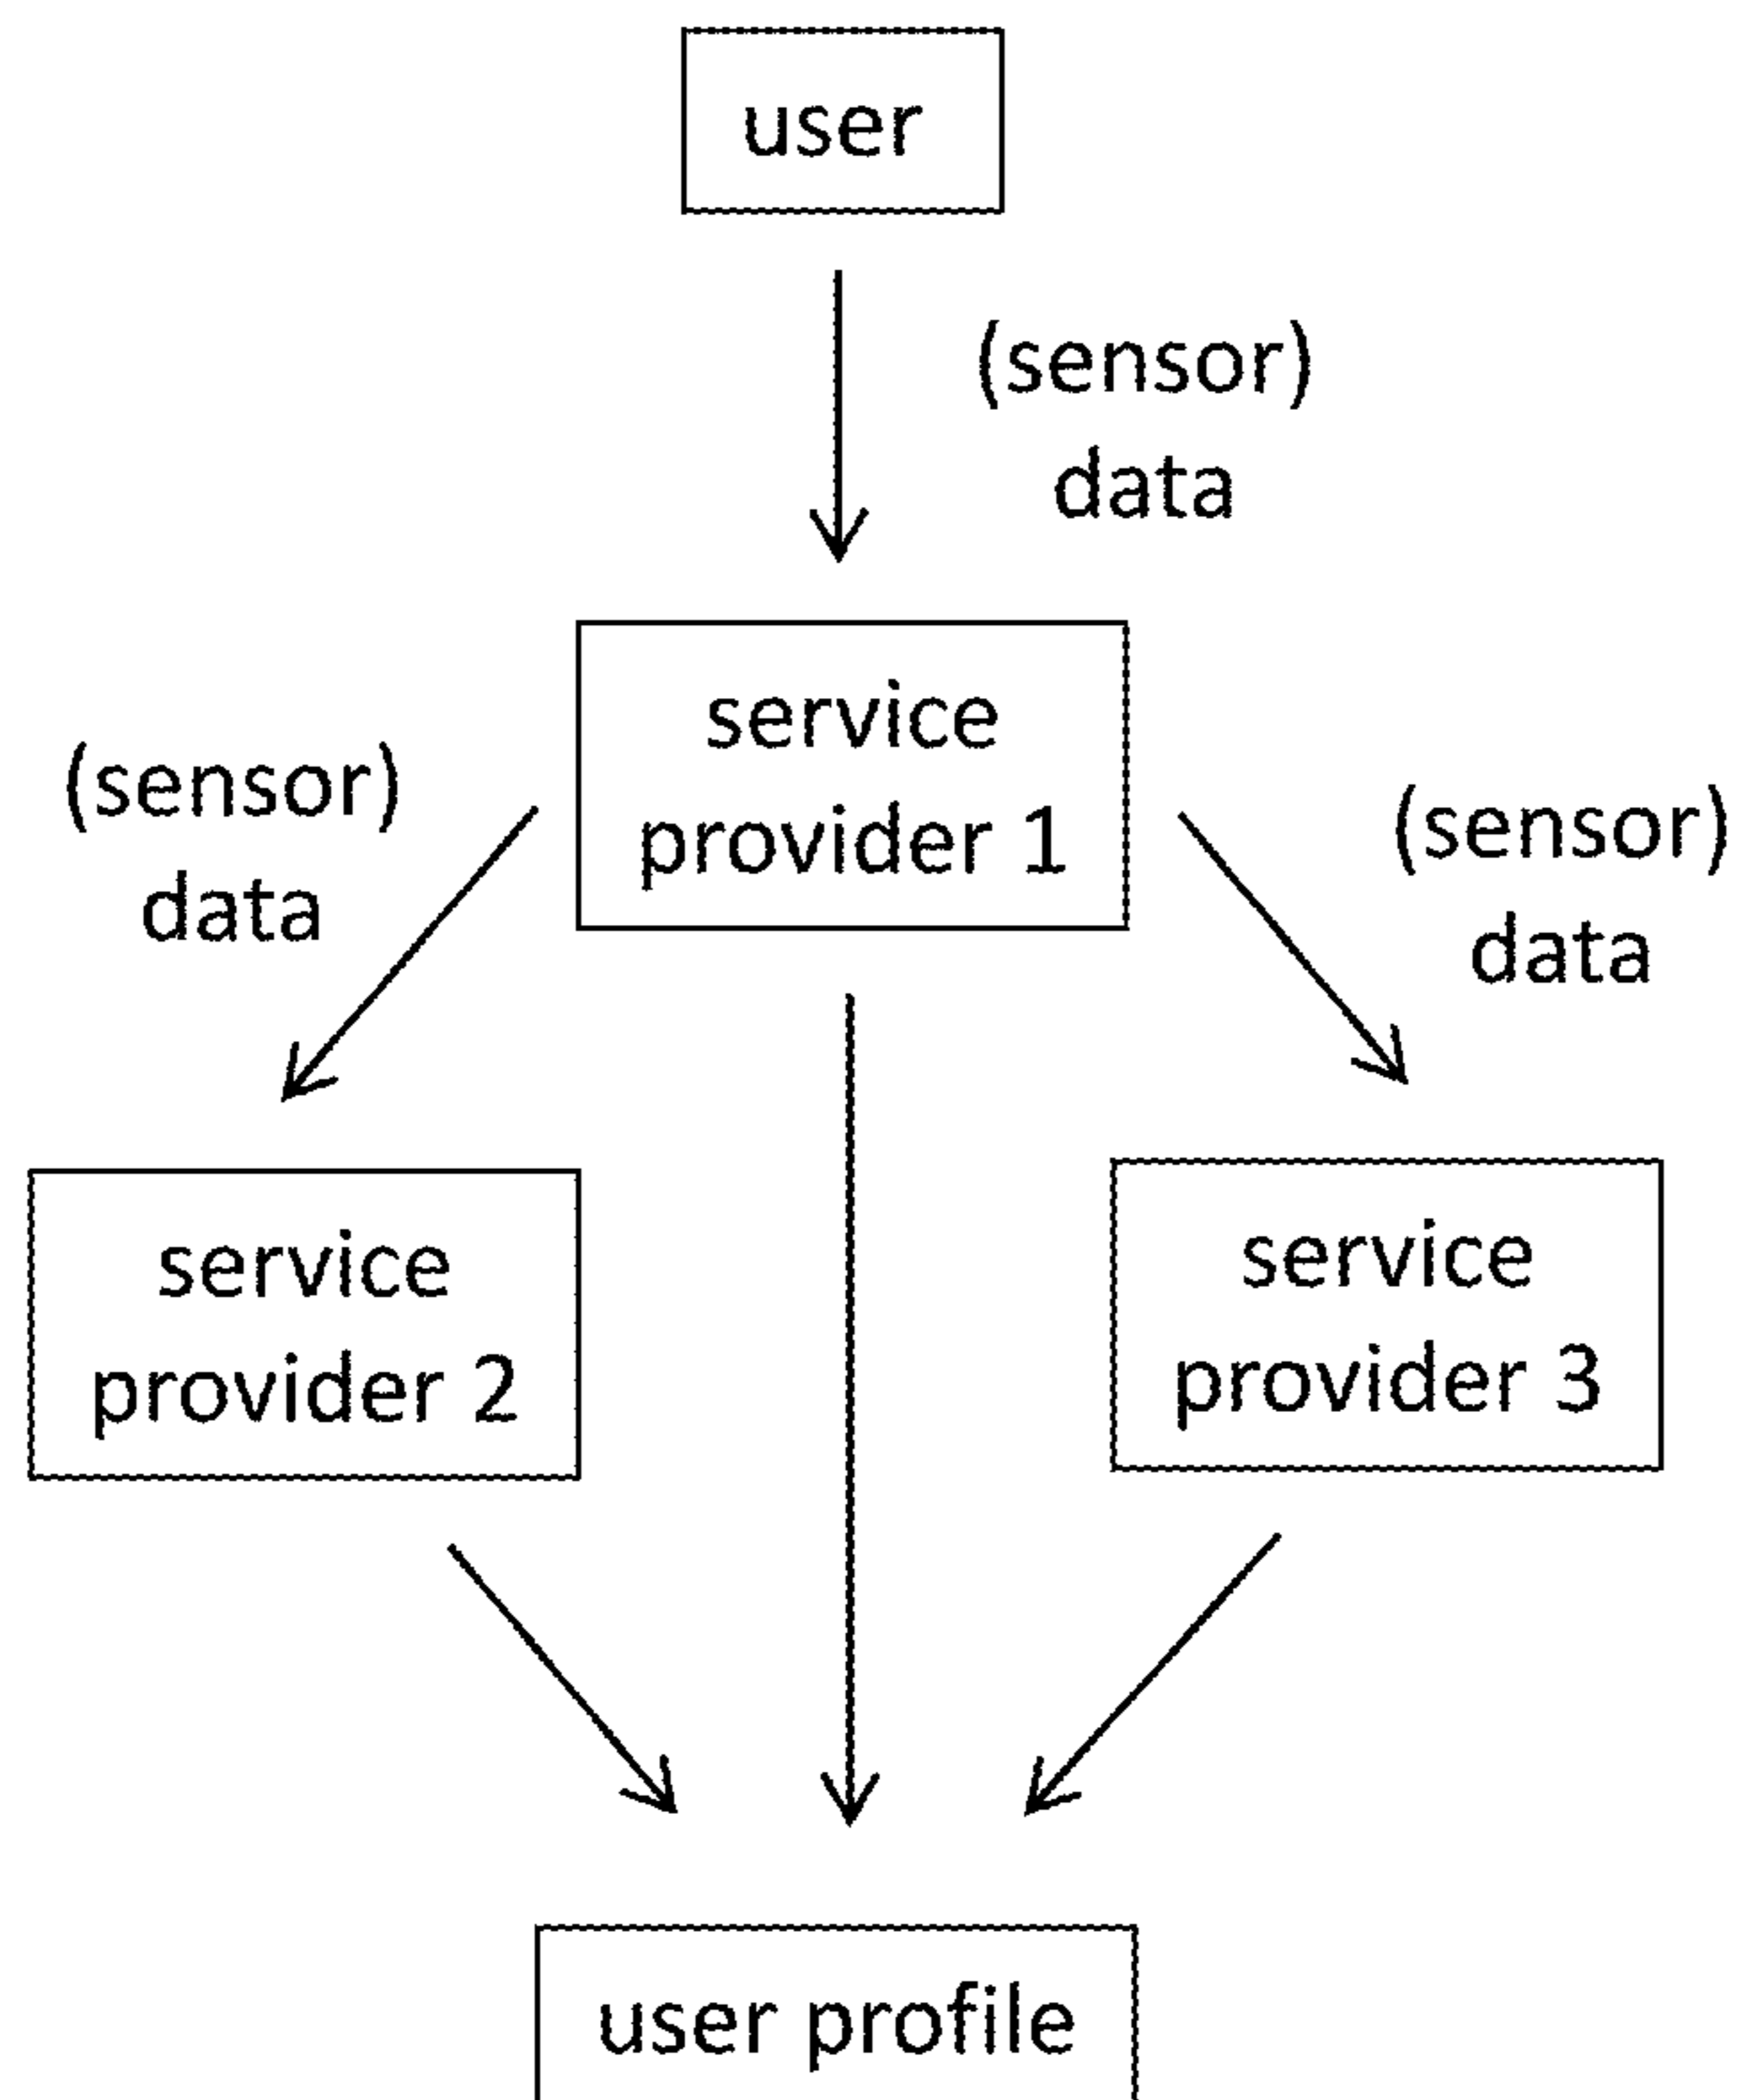 user
(sensor)
data
service
provider 1
(sensor)
data
(sensor)
data
service
provider 2
service
provider 3
user profile